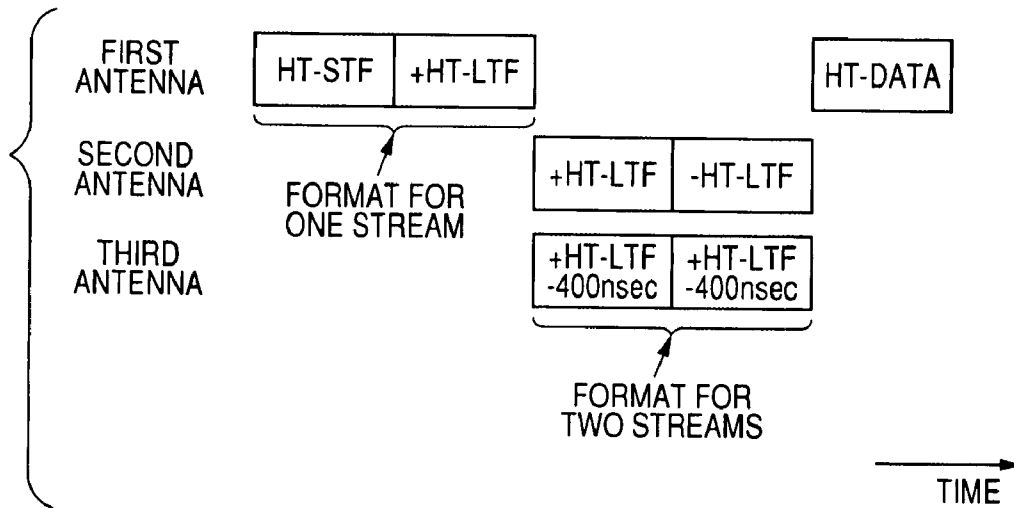 FIRST
ANTENNA
HT-STF
+HT-LTF
HT-DATA
FORMAT FOR
ONE STREAM
SECOND
ANTENNA
+HT-LTF
-HT-LTF
THIRD
ANTENNA
+HT-LTF
-400nsec
+HT-LTF
-400nsec
FORMAT FOR
TWO STREAMS
TIME